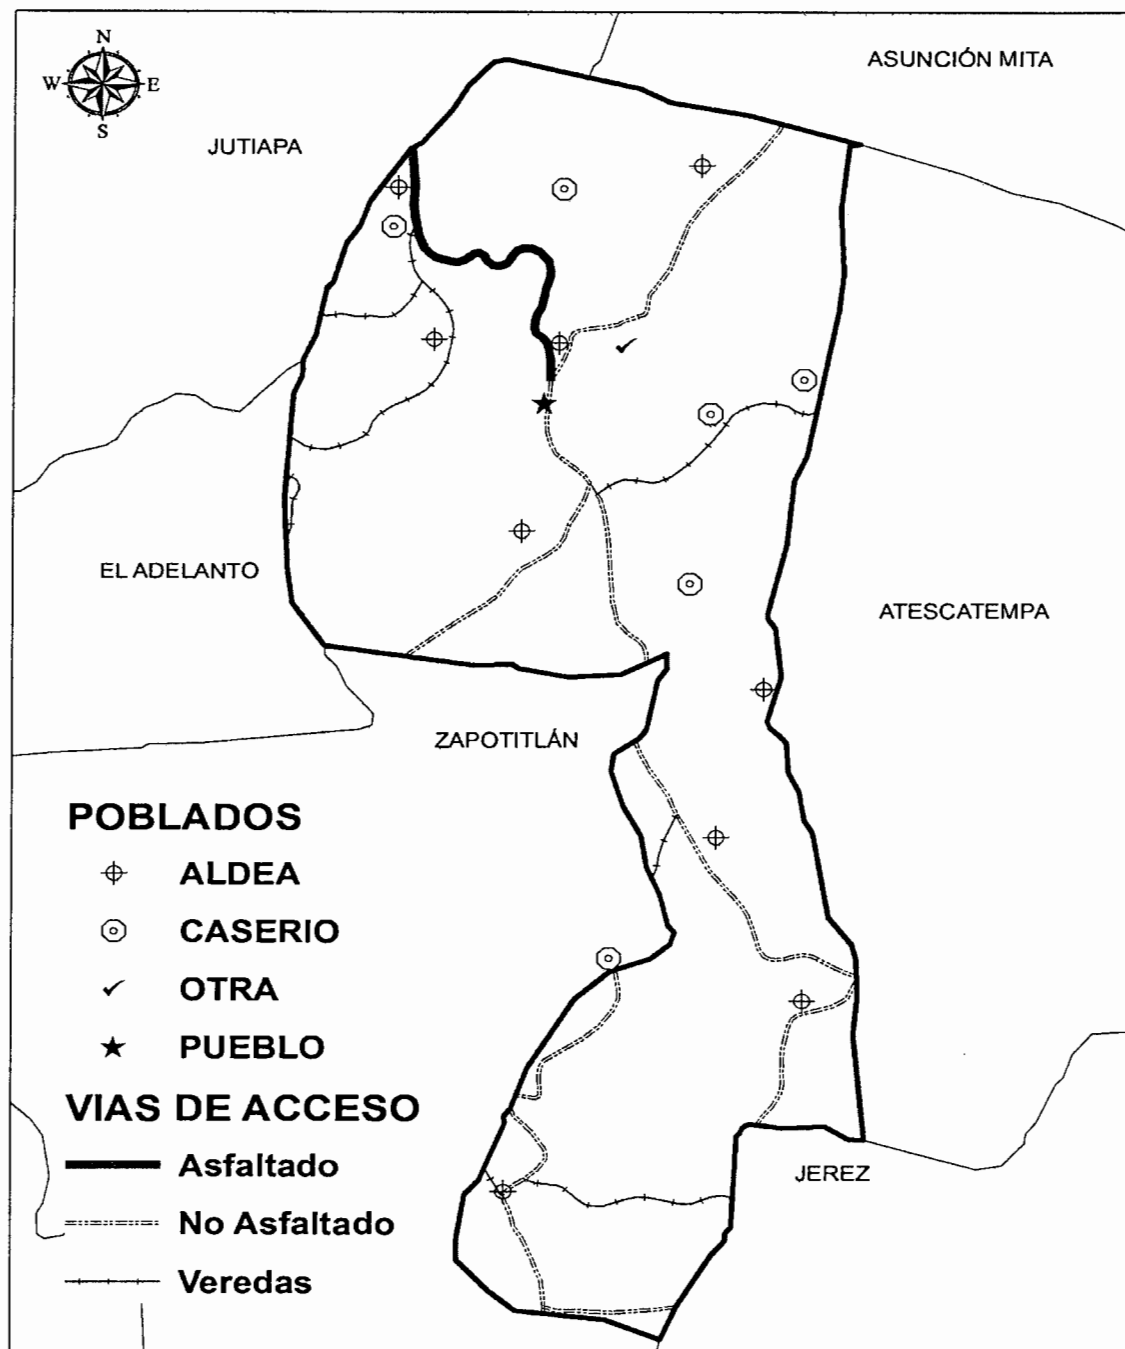 N
W E
S
ASUNCIÓN MITA
JUTIAPA
EL ADELANTO
ATESCATEMPA
ZAPOTITLÁN
POBLADOS
ALDEA
CASERIO
OTRA
PUEBLO
VIAS DE ACCESO
Asfaltado
No Asfaltado
Veredas
JEREZ